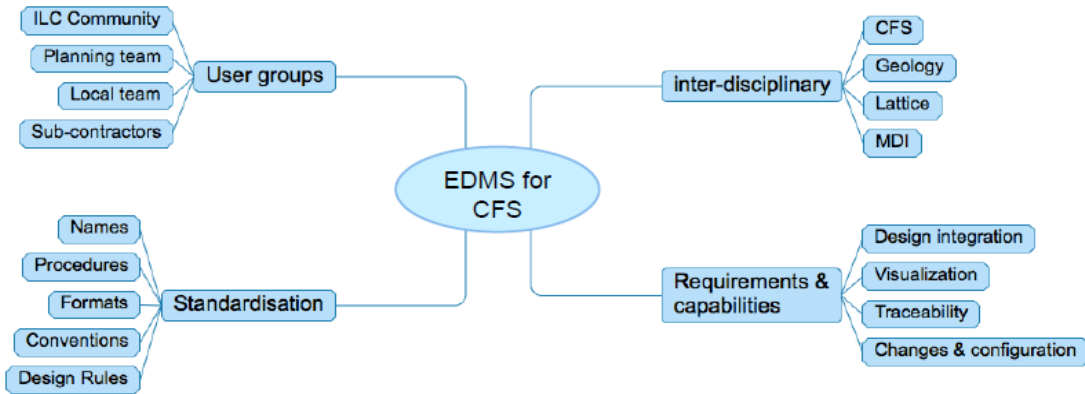 ILC Community
Planning team
Local team
Sub-contractors
User groups
inter-disciplinary
CFS
Geology
Lattice
MDI
EDMS for
CFS
Names
Procedures
Formats
Conventions
Design Rules
Standardisation
Requirements &
capabilities
Design integration
Visualization
Traceability
Changes & configuration